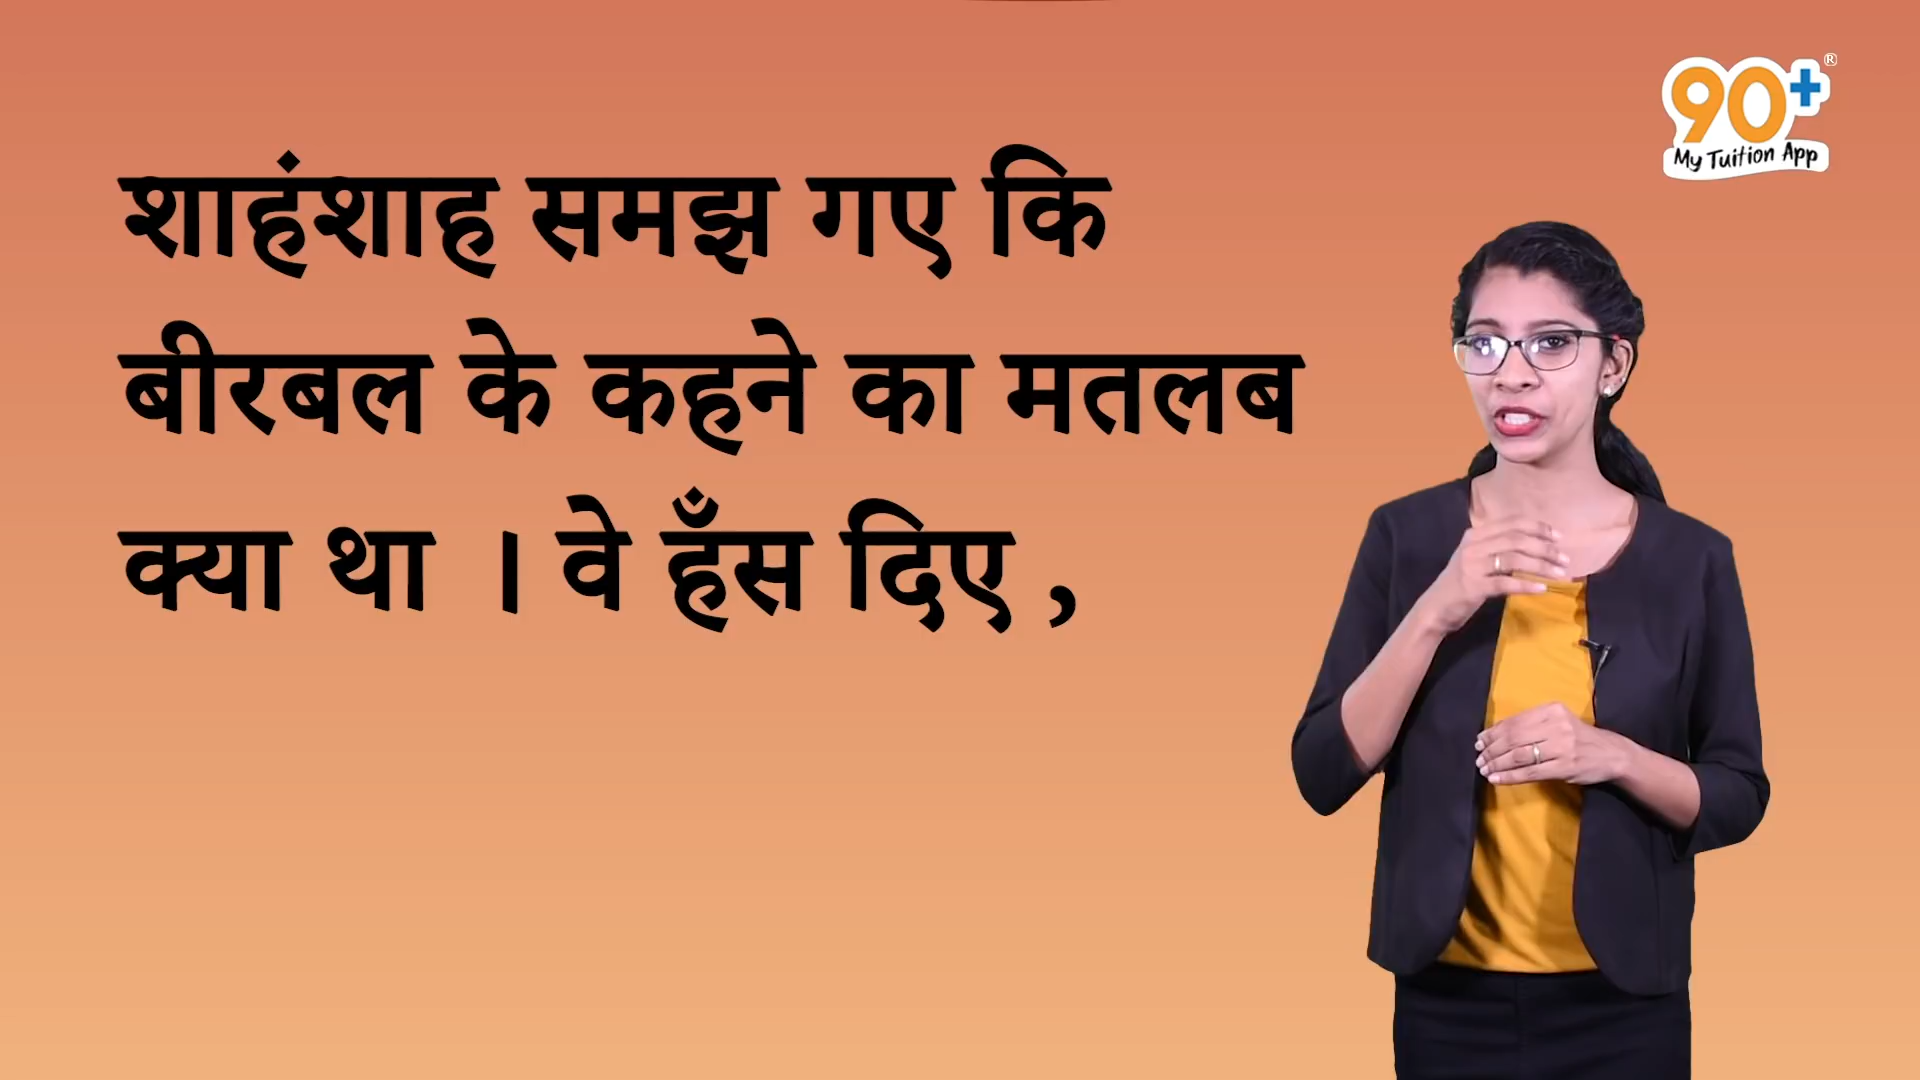 शाहंशाह समझ गए कि
बीरबल के कहने का मतलब
क्या था । वे हँस दिए ,
90+®
My Tuition App